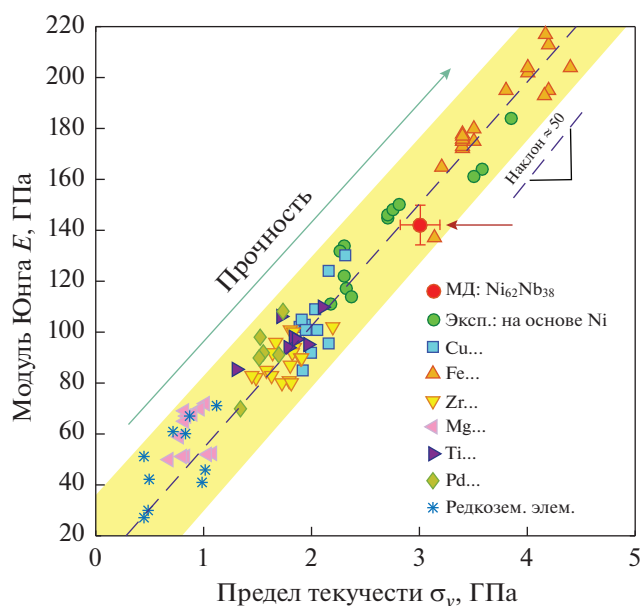 220
200
180
160
140
120
100
80
60
40
20
Модуль Юнга E, ГПа
Прочность
Наклон ≈ 50
МД: Ni₆₂Nb₃₈
Эксп.: на основе Ni
Cu...
Fe...
Zr...
Mg...
Ti...
Pd...
Редкозем. элем.
0 1 2 3 4 5
Предел текучести σᵧ, ГПа